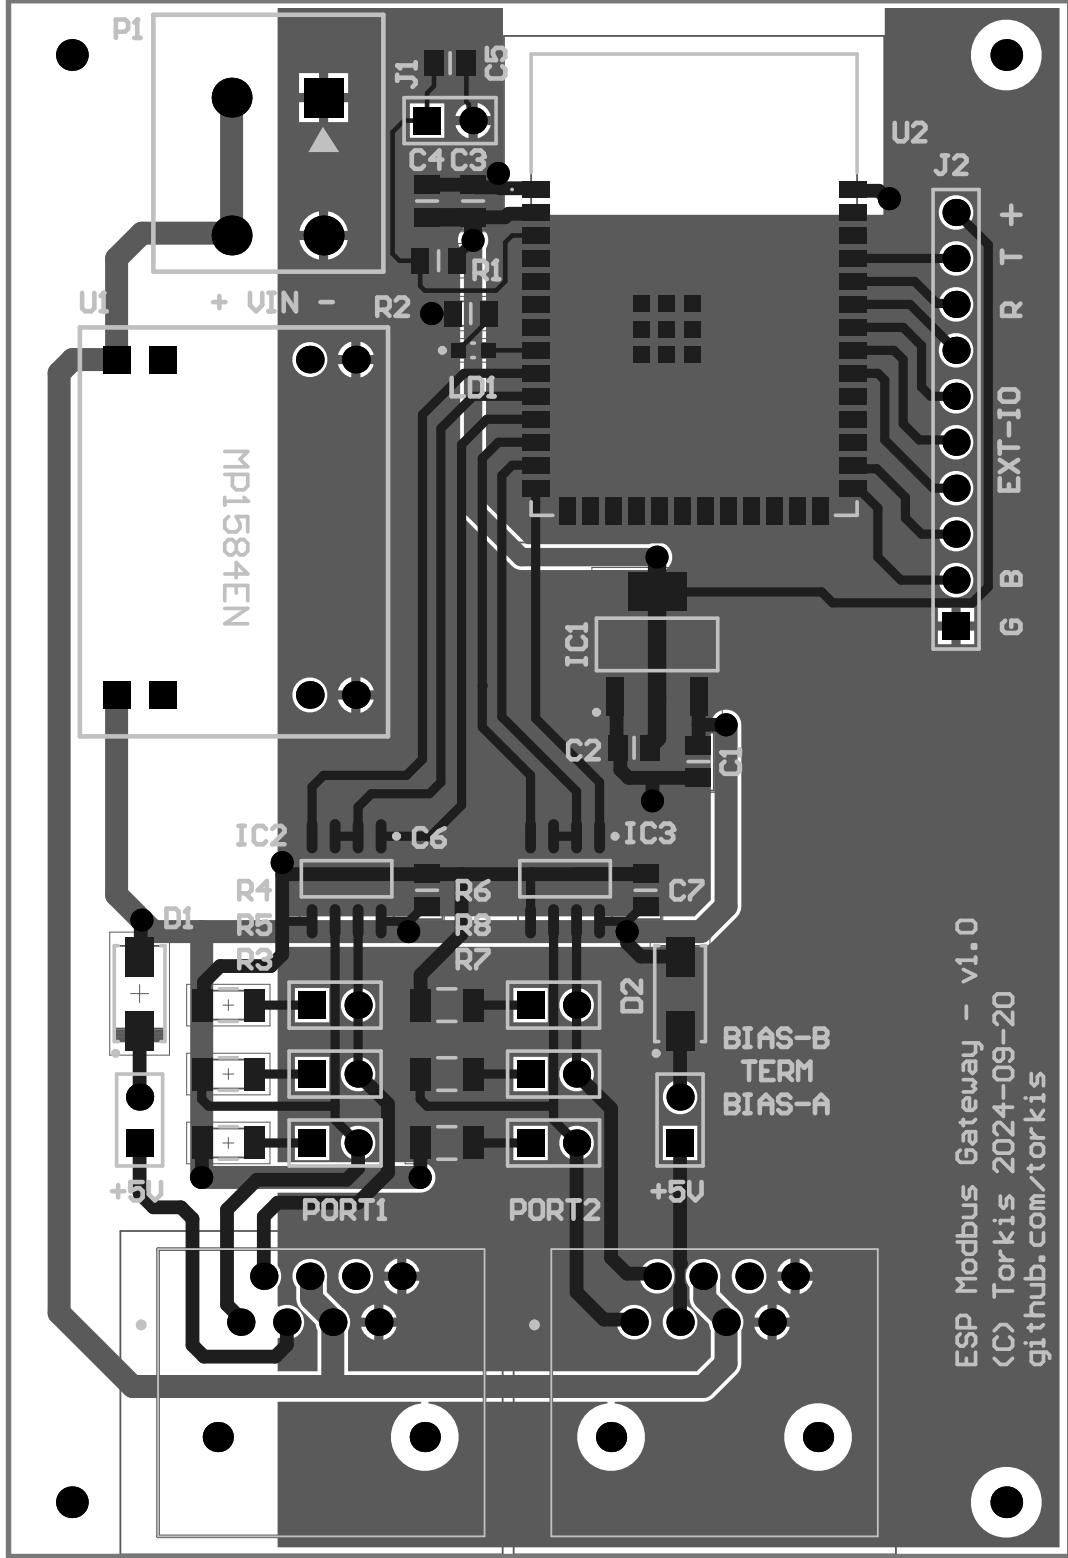 P1
J1
C5
U2
C4 C3
J2
+
T
R1
U1
+ VIN -
R2
R
LD1
EXT-IO
MP1584EN
B
G
IC1
C2
C1
IC2
C6
IC3
R4
R6
C7
D1
R5
R8
R3
R7
D2
BIAS-B
TERM
BIAS-A
+5V
+5V
PORT1
PORT2
ESP Modbus Gateway - v1.0
(C) Torkis 2024-09-20
github.com/torkis